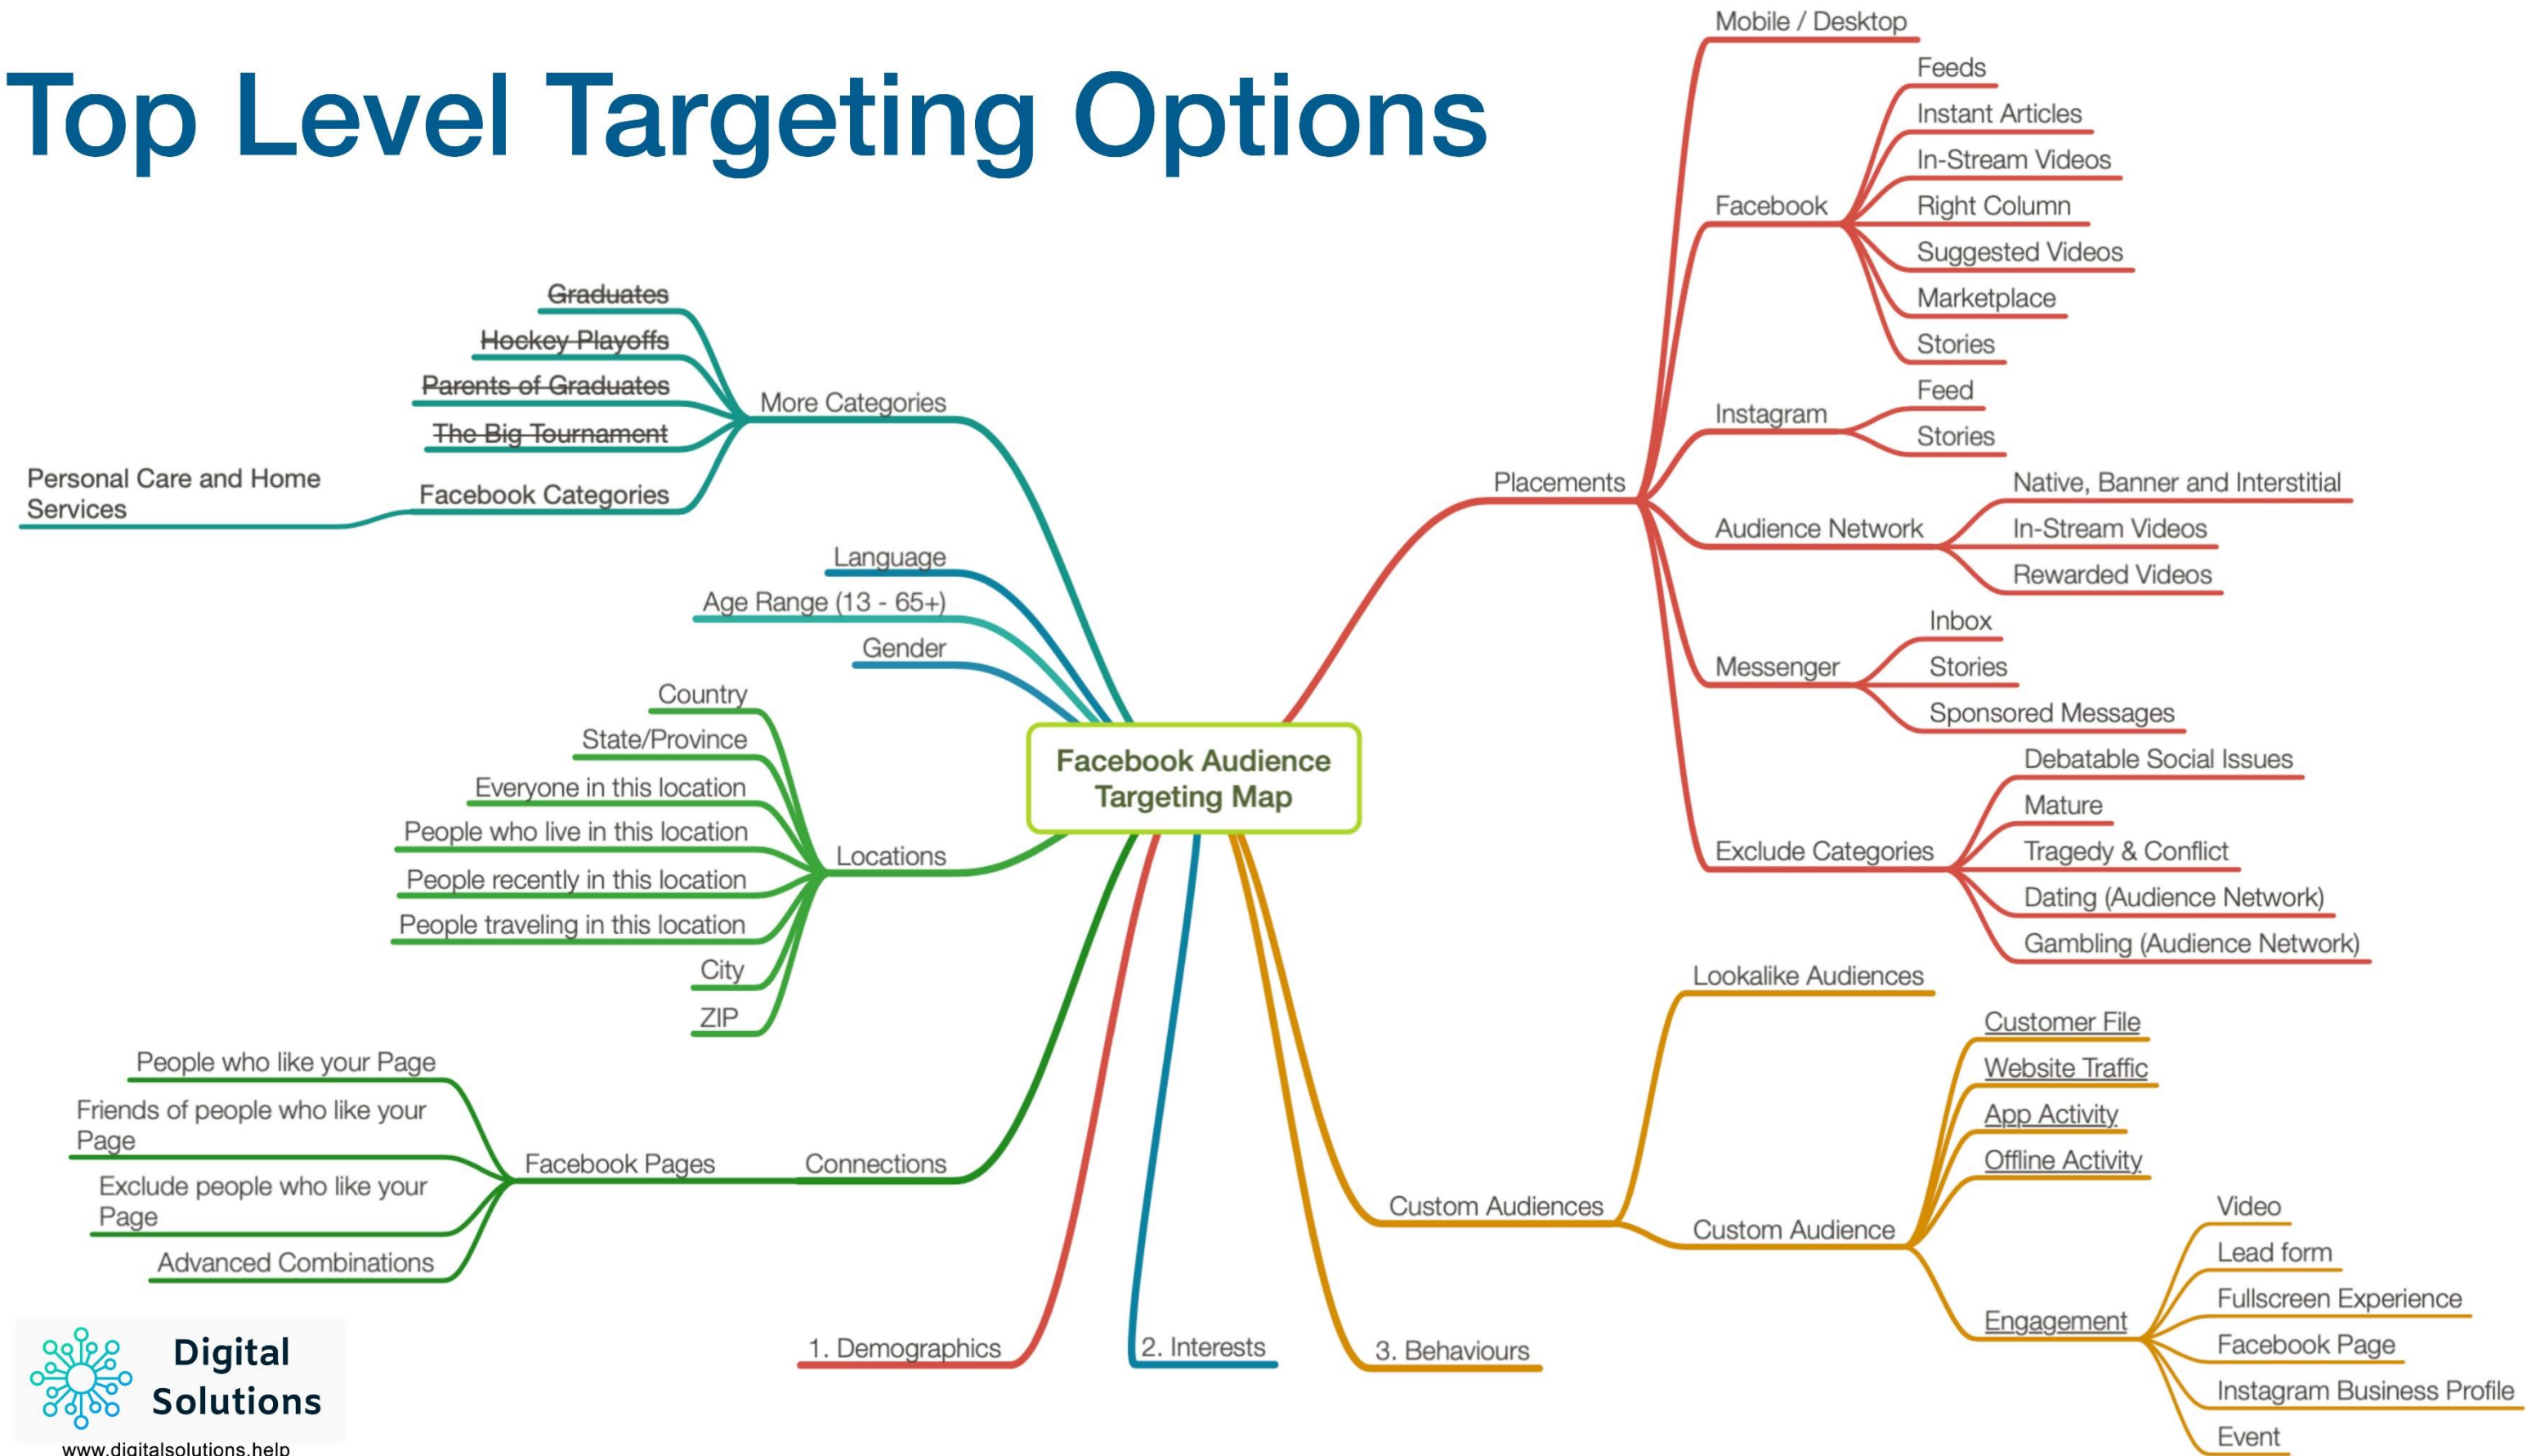 Top Level Targeting Options
Graduates
Hockey Playoffs
Parents of Graduates
The Big Tournament
Facebook Categories
Personal Care and Home
Services
More Categories
Language
Age Range (13 - 65+)
Gender
Country
State/Province
Everyone in this location
People who live in this location
People recently in this location
People traveling in this location
City
ZIP
Locations
People who like your Page
Friends of people who like your
Page
Exclude people who like your
Page
Advanced Combinations
Facebook Pages
Connections
Facebook Audience
Targeting Map
1. Demographics
2. Interests
3. Behaviours
Placements
Mobile / Desktop
Facebook
Feeds
Instant Articles
In-Stream Videos
Right Column
Suggested Videos
Marketplace
Stories
Instagram
Feed
Stories
Audience Network
Native, Banner and Interstitial
In-Stream Videos
Rewarded Videos
Messenger
Inbox
Stories
Sponsored Messages
Exclude Categories
Debatable Social Issues
Mature
Tragedy & Conflict
Dating (Audience Network)
Gambling (Audience Network)
Custom Audiences
Lookalike Audiences
Custom Audience
Customer File
Website Traffic
App Activity
Offline Activity
Engagement
Video
Lead form
Fullscreen Experience
Facebook Page
Instagram Business Profile
Event
Digital
Solutions
www.digitalsolutions.help